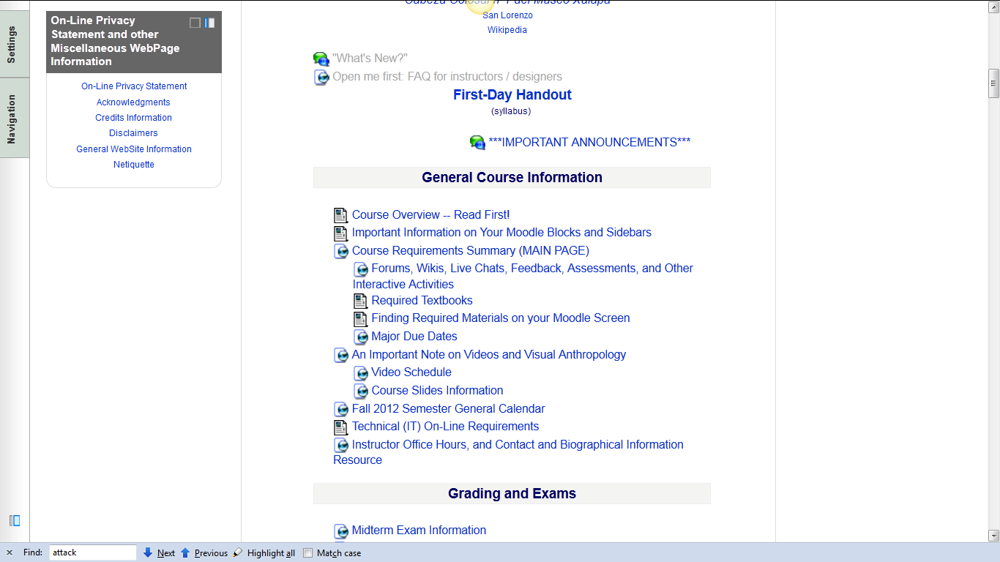 Settings
Navigation
On-Line Privacy
Statement and other
Miscellaneous WebPage
Information
On-Line Privacy Statement
Acknowledgments
Credits Information
Disclaimers
General WebSite Information
Netiquette
San Lorenzo
Wikipedia
"What's New?"
Open me first: FAQ for instructors / designers
First-Day Handout
(syllabus)
***IMPORTANT ANNOUNCEMENTS***
General Course Information
Course Overview -- Read First!
Important Information on Your Moodle Blocks and Sidebars
Course Requirements Summary (MAIN PAGE)
Forums, Wikis, Live Chats, Feedback, Assessments, and Other
Interactive Activities
Required Textbooks
Finding Required Materials on your Moodle Screen
Major Due Dates
An Important Note on Videos and Visual Anthropology
Video Schedule
Course Slides Information
Fall 2012 Semester General Calendar
Technical (IT) On-Line Requirements
Instructor Office Hours, and Contact and Biographical Information
Resource
Grading and Exams
Midterm Exam Information
Find: attack Next Previous Highlight all Match case